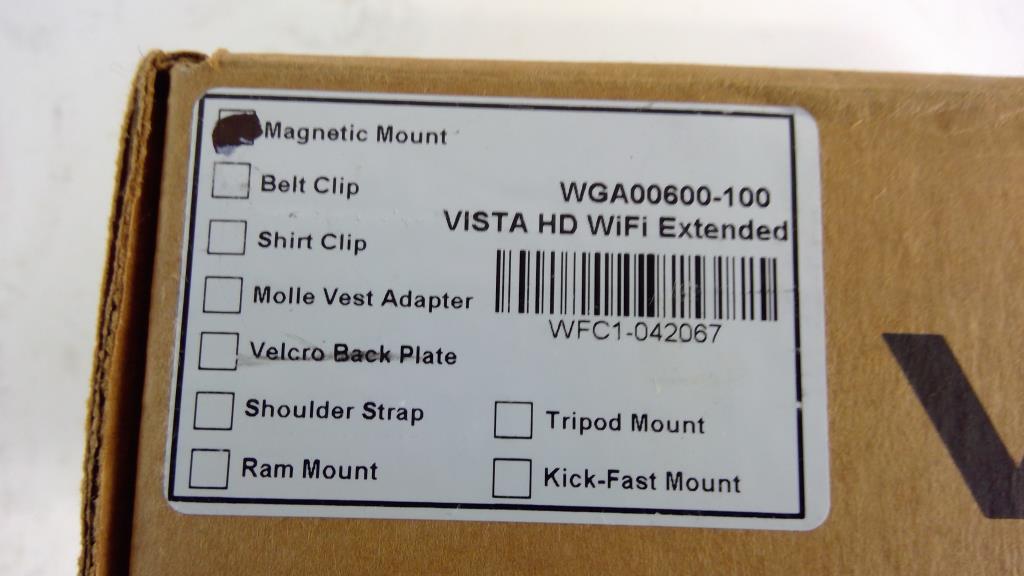 Magnetic Mount
Belt Clip
Shirt Clip
Molle Vest Adapter
Velcro Back Plate
Shoulder Strap
Ram Mount
WGA00600-100
VISTA HD WiFi Extended
WFC1-042067
Tripod Mount
Kick-Fast Mount